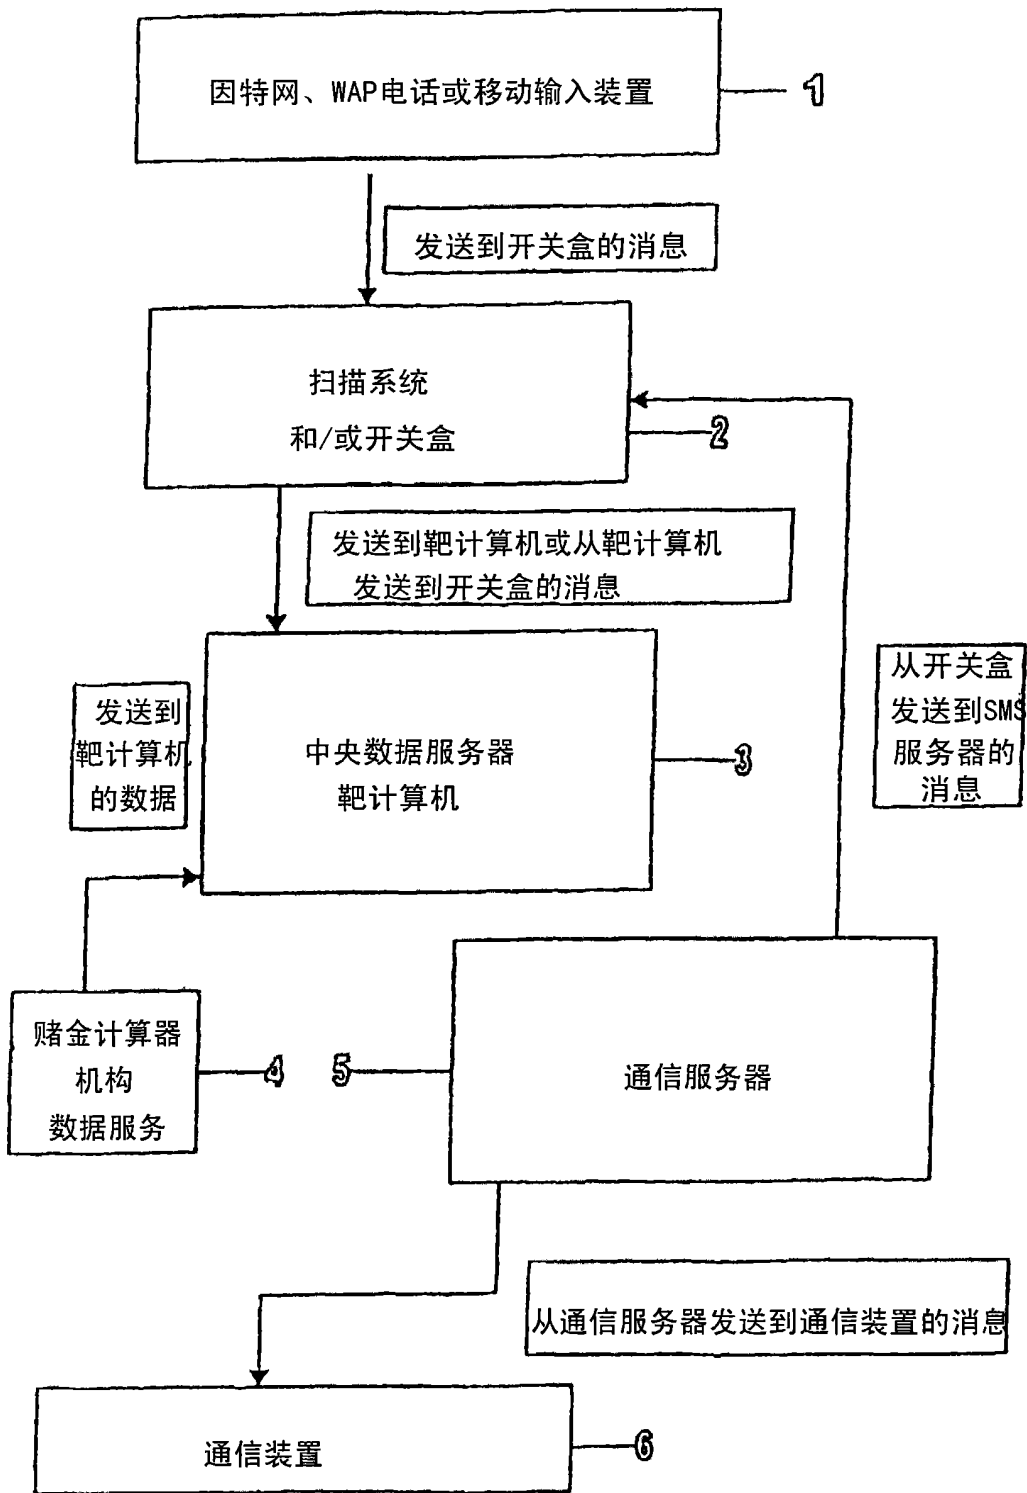 因特网、WAP电话或移动输入装置
1
发送到开关盒的消息
扫描系统
和/或开关盒
2
发送到靶计算机或从靶计算机
发送到开关盒的消息
从开关盒
发送到SMS
服务器的
消息
发送到
靶计算机
的数据
中央数据服务器
靶计算机
3
赌金计算器
机构
数据服务
4
5
通信服务器
从通信服务器发送到通信装置的消息
通信装置
6